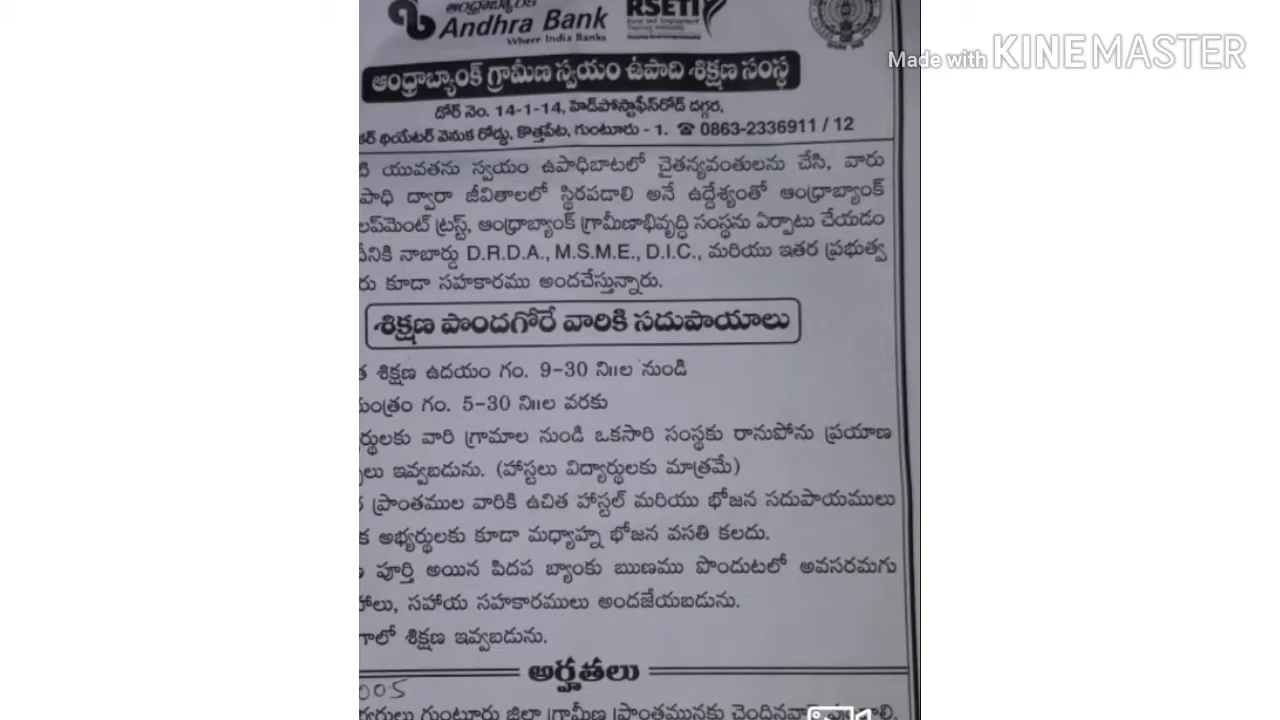 ఆంధ్రాబ్యాంక్
Andhra Bank
Where India Banks
RSETI
Made with KINEMASTER
ఆంధ్రాబ్యాంక్ గ్రామీణ స్వయం ఉపాది శిక్షణ సంస్థ
డోర్ నెం. 14-1-14, హెడ్‌పోస్టాఫీస్‌రోడ్ దగ్గర,
థియేటర్ వెనుక రోడ్డు, కొత్తపేట, గుంటూరు - 1. ☎ 0863-2336911 / 12
యువతను స్వయం ఉపాధిబాటలో చైతన్యవంతులను చేసి, వారు
ద్వారా జీవితాలలో స్థిరపడాలి అనే ఉద్దేశ్యంతో ఆంధ్రాబ్యాంక్
ట్రస్ట్, ఆంధ్రాబ్యాంక్ గ్రామీణాభివృద్ధి సంస్థను ఏర్పాటు చేయడం
నాబార్డు D.R.D.A., M.S.M.E., D.I.C., మరియు ఇతర ప్రభుత్వ
రు కూడా సహకారము అందచేస్తున్నారు.
శిక్షణ పొందగోరే వారికి సదుపాయాలు
త శిక్షణ ఉదయం గం. 9-30 ని॥ల నుండి
యంత్రం గం. 5-30 ని॥ల వరకు
ర్థులకు వారి గ్రామాల నుండి ఒకసారి సంస్థకు రానుపోను ప్రయాణ
లు ఇవ్వబడును. (హాస్టలు విద్యార్థులకు మాత్రమే)
ప్రాంతముల వారికి ఉచిత హాస్టల్ మరియు భోజన సదుపాయములు
క అభ్యర్థులకు కూడా మధ్యాహ్న భోజన వసతి కలదు.
పూర్తి అయిన పిదప బ్యాంకు ఋణము పొందుటలో అవసరమగు
హాలు, సహాయ సహకారములు అందజేయబడును.
గాలో శిక్షణ ఇవ్వబడును.
అర్హతలు
005
గుంటూరు జిల్లా గ్రామీణ ప్రాంతమునకు